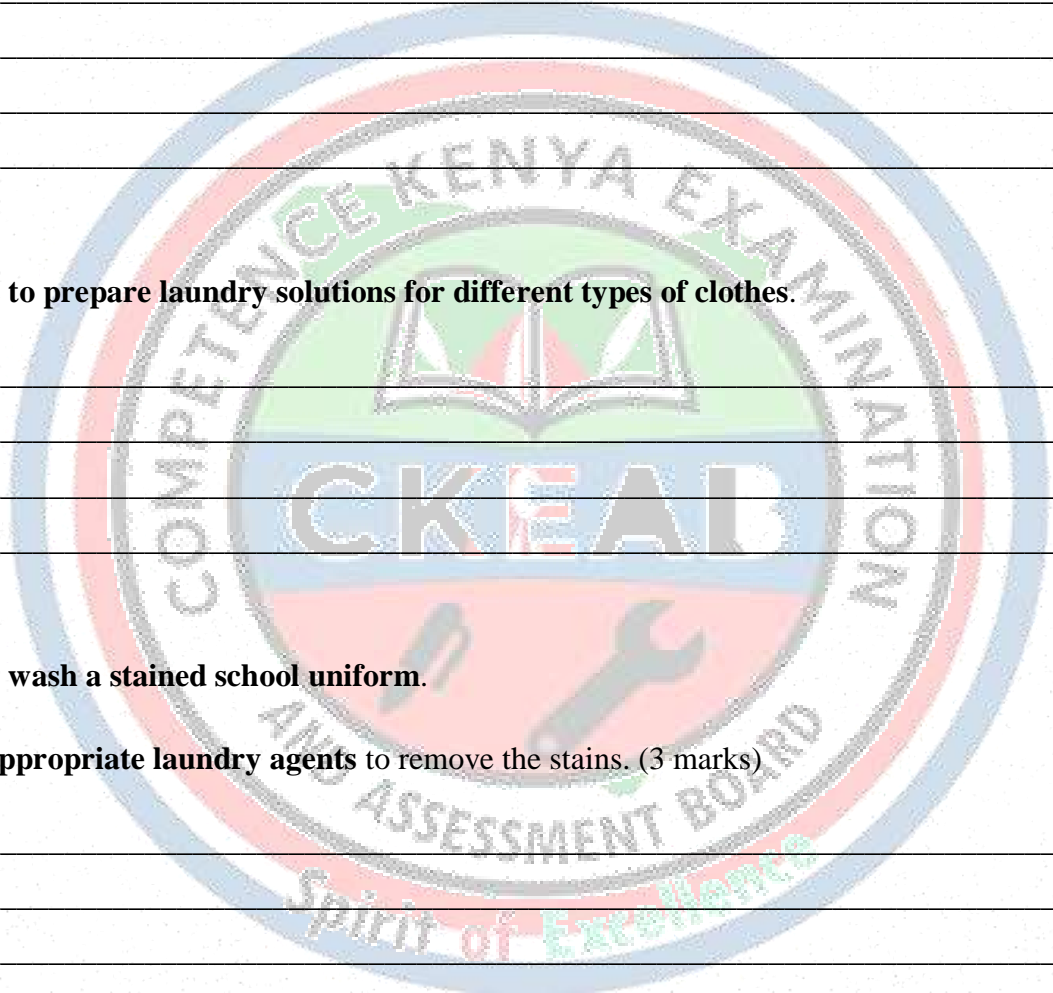 COMPETENCE KENYA EXAMINATION
to prepare laundry solutions for different types of clothes.
CKEAB
wash a stained school uniform.
ppropriate laundry agents to remove the stains. (3 marks)
AND ASSESSMENT BOARD
Spirit of Excellence